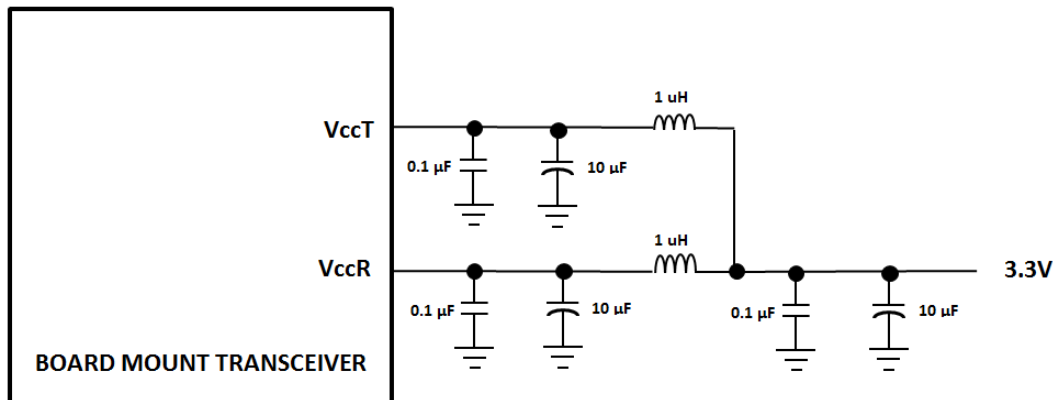 1 uH
VccT
0.1 µF
10 µF
1 uH
VccR
3.3V
0.1 µF
10 µF
0.1 µF
10 µF
BOARD MOUNT TRANSCEIVER